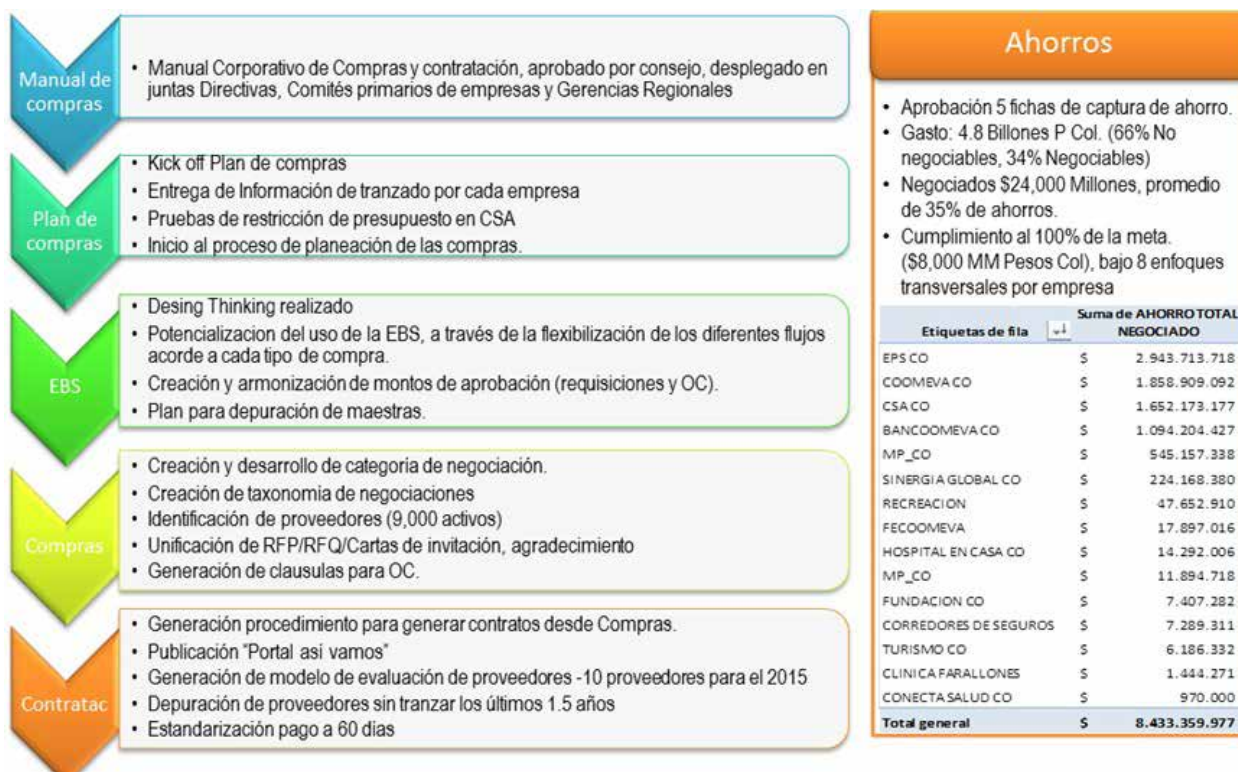 Manual de
compras
• Manual Corporativo de Compras y contratación, aprobado por consejo, desplegado en
juntas Directivas, Comités primarios de empresas y Gerencias Regionales
Plan de
compras
• Kick off Plan de compras
• Entrega de Información de tranzado por cada empresa
• Pruebas de restricción de presupuesto en CSA
• Inicio al proceso de planeación de las compras.
EBS
• Desing Thinking realizado
• Potencializacion del uso de la EBS, a través de la flexibilización de los diferentes flujos
acorde a cada tipo de compra.
• Creación y armonización de montos de aprobación (requisiciones y OC).
• Plan para depuración de maestras.
Compras
• Creación y desarrollo de categoría de negociación.
• Creación de taxonomía de negociaciones
• Identificación de proveedores (9,000 activos)
• Unificación de RFP/RFQ/Cartas de invitación, agradecimiento
• Generación de clausulas para OC.
Contratac
• Generación procedimiento para generar contratos desde Compras.
• Publicación "Portal asi vamos"
• Generación de modelo de evaluación de proveedores -10 proveedores para el 2015
• Depuración de proveedores sin tranzar los últimos 1.5 años
• Estandarización pago a 60 dias
Ahorros
• Aprobación 5 fichas de captura de ahorro.
• Gasto: 4.8 Billones P Col. (66% No
negociables, 34% Negociables)
• Negociados $24,000 Millones, promedio
de 35% de ahorros.
• Cumplimiento al 100% de la meta.
($8,000 MM Pesos Col), bajo 8 enfoques
transversales por empresa
Etiquetas de fila Suma de AHORRO TOTAL
NEGOCIADO
EPS CO $ 2.943.713.718
COOMEVA CO $ 1.858.909.092
CSA CO $ 1.652.173.177
BANCOOMEVA CO $ 1.094.204.427
MP_CO $ 545.157.338
SINERGIA GLOBAL CO $ 224.168.380
RECREACION $ 47.652.910
FECOOMEVA $ 17.897.016
HOSPITAL EN CASA CO $ 14.292.006
MP_CO $ 11.894.718
FUNDACION CO $ 7.407.282
CORREDORES DE SEGUROS $ 7.289.311
TURISMO CO $ 6.186.332
CLINICA FARALLONES $ 1.444.271
CONECTA SALUD CO $ 970.000
Total general $ 8.433.359.977